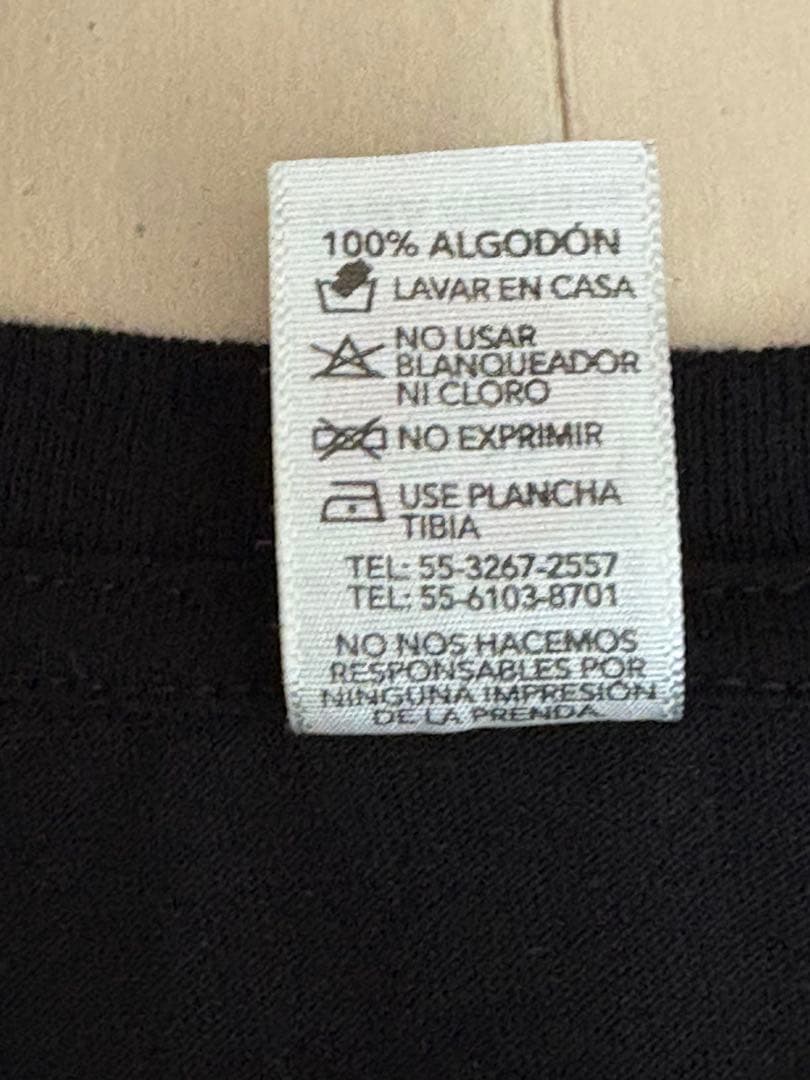 100% ALGODÓN
LAVAR EN CASA
NO USAR
BLANQUEADOR
NI CLORO
NO EXPRIMIR
USE PLANCHA
TIBIA
TEL: 55-3267-2557
TEL: 55-6103-8701
NO NOS HACEMOS
RESPONSABLES POR
NINGUNA IMPRESIÓN
DE LA PRENDA